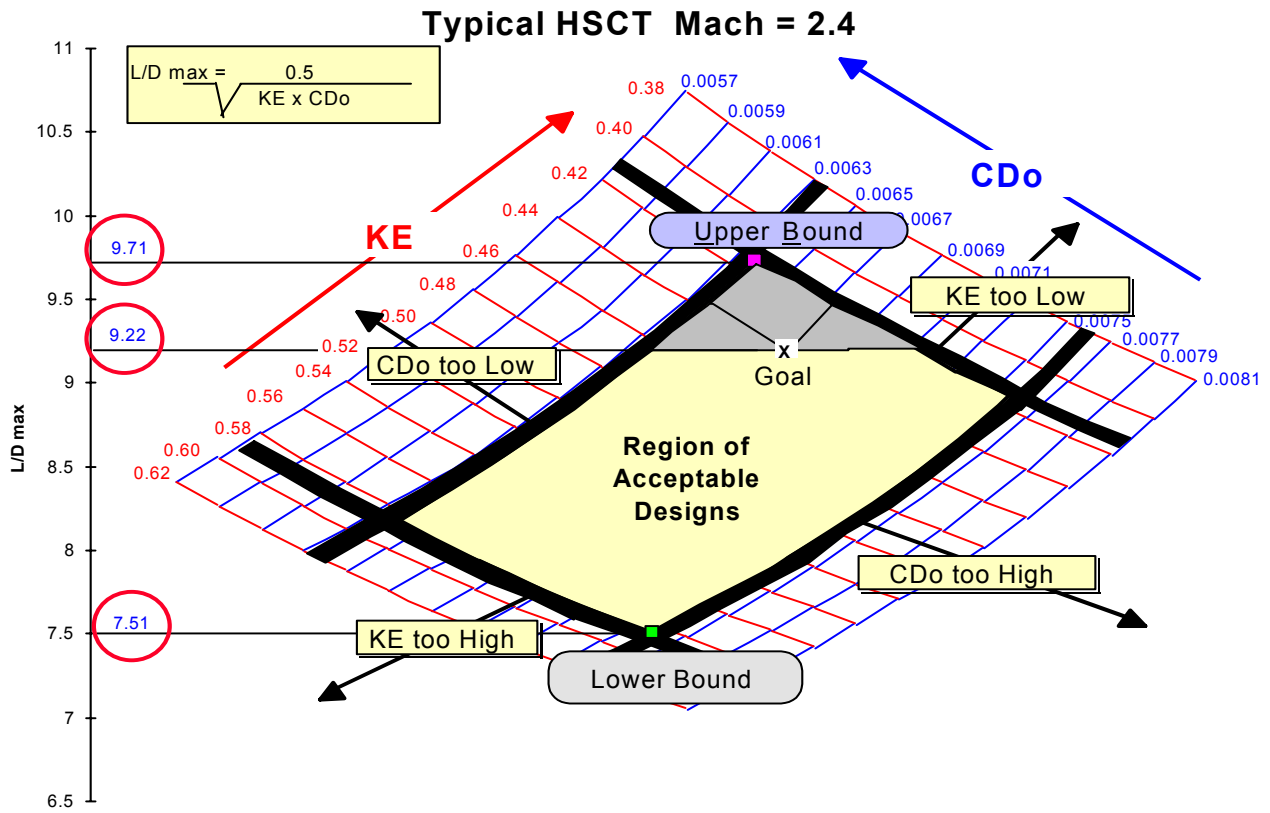 Typical HSCT Mach = 2.4
L/D max =
0.5
KE x CDo
L/D max
11
10.5
10
9.5
9
8.5
8
7.5
7
6.5
9.71
9.22
7.51
KE
CDo
0.38
0.40
0.42
0.44
0.46
0.48
0.50
0.52
0.54
0.56
0.58
0.60
0.62
0.0057
0.0059
0.0061
0.0063
0.0065
0.0067
0.0069
0.0071
0.0075
0.0077
0.0079
0.0081
Upper Bound
KE too Low
CDo too Low
x
Goal
Region of
Acceptable
Designs
CDo too High
KE too High
Lower Bound